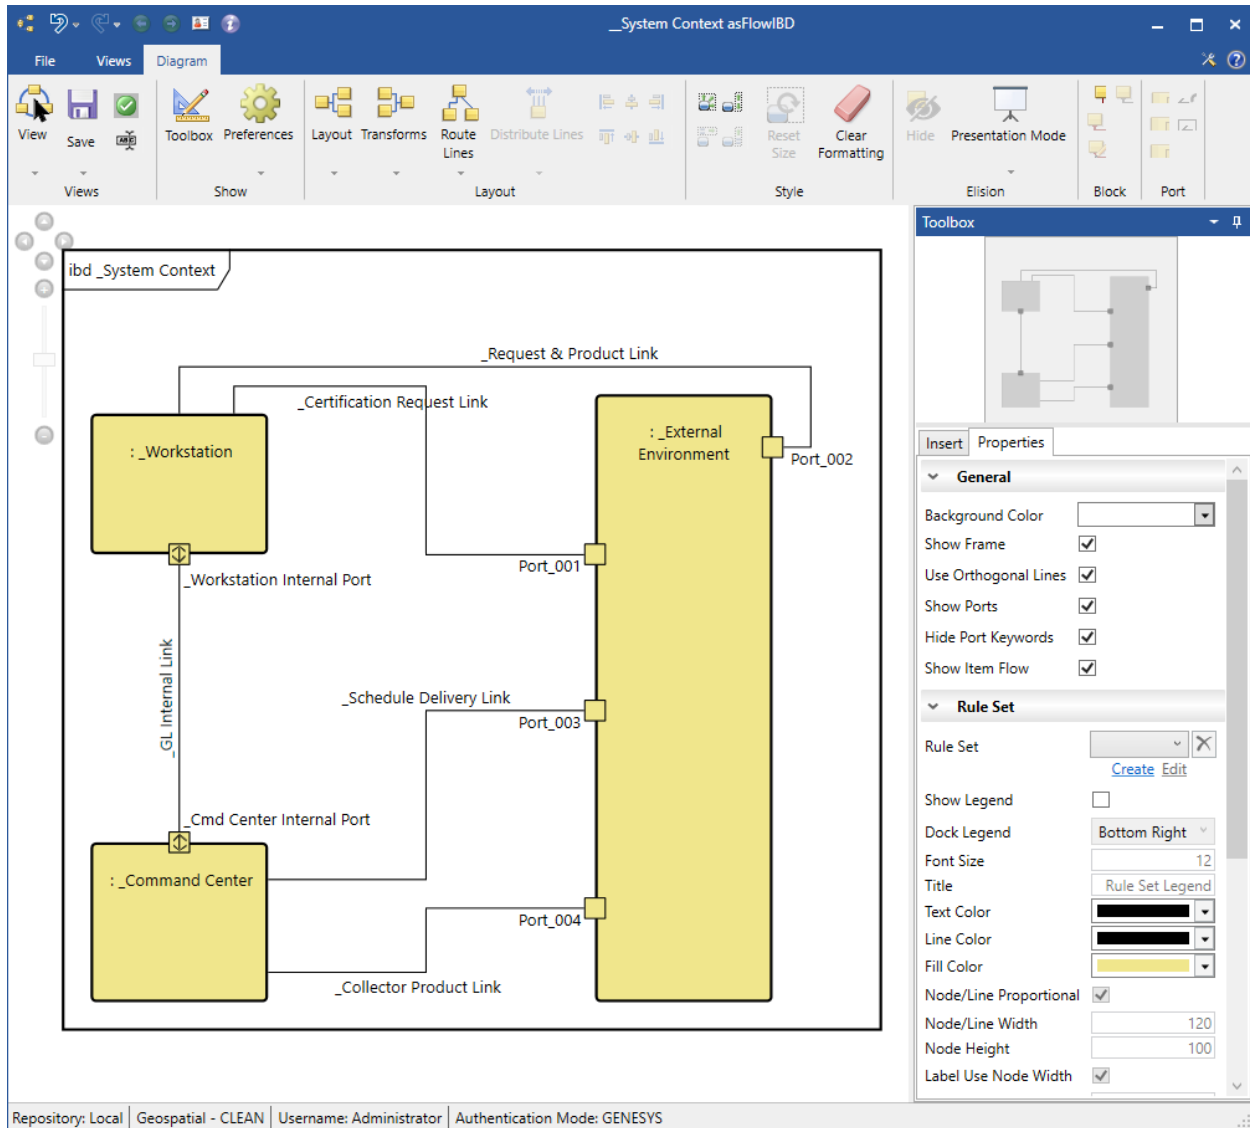 __System Context asFlowIBD
File Views Diagram
View Save Toolbox Preferences Layout Transforms Route Lines Distribute Lines Reset Size Clear Formatting Hide Presentation Mode
Views Show Layout Style Elision Block Port
ibd _System Context
_Request & Product Link
_Certification Request Link
: _Workstation
: _External
Environment
Port_002
Port_001
_Workstation Internal Port
_GL Internal Link
_Schedule Delivery Link
Port_003
_Cmd Center Internal Port
: _Command Center
Port_004
_Collector Product Link
Toolbox
Insert Properties
General
Background Color
Show Frame
Use Orthogonal Lines
Show Ports
Hide Port Keywords
Show Item Flow
Rule Set
Rule Set
Create Edit
Show Legend
Dock Legend Bottom Right
Font Size 12
Title Rule Set Legend
Text Color
Line Color
Fill Color
Node/Line Proportional
Node/Line Width 120
Node Height 100
Label Use Node Width
Repository: Local Geospatial - CLEAN Username: Administrator Authentication Mode: GENESYS